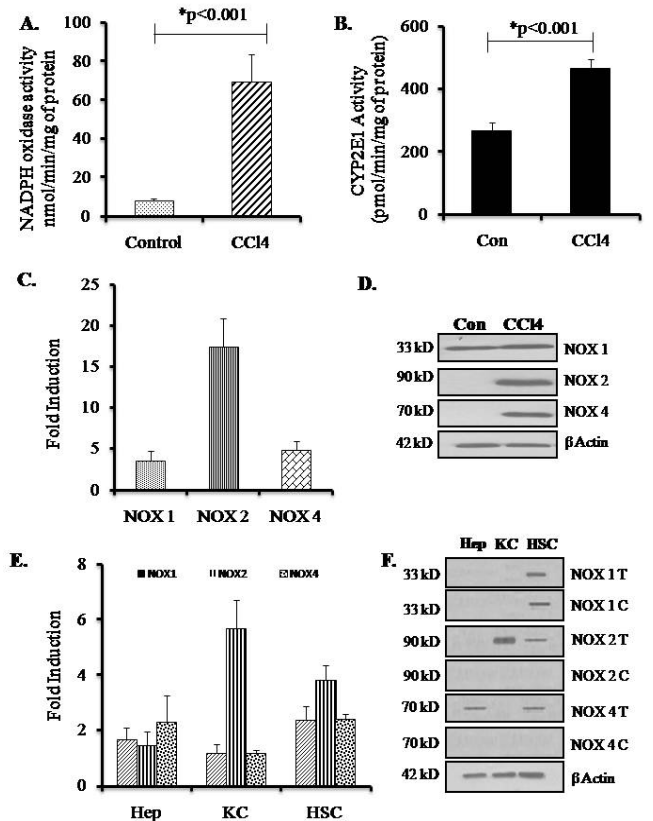 A.
*p<0.001
NADPH oxidase activity
nmol/min/mg of protein
100
80
60
40
20
0
Control CCl4
B.
*p<0.001
CYP2E1 Activity
(pmol/min/mg of protein)
600
400
200
0
Con CCl4
C.
Fold Induction
25
20
15
10
5
0
NOX 1 NOX 2 NOX 4
D.
Con CCl4
33 kD NOX 1
90 kD NOX 2
70 kD NOX 4
42 kD β Actin
E.
NOX1 NOX2 NOX4
Fold Induction
8
6
4
2
0
Hep KC HSC
F.
Hep KC HSC
33 kD NOX 1 T
33 kD NOX 1 C
90 kD NOX 2 T
90 kD NOX 2 C
70 kD NOX 4 T
70 kD NOX 4 C
42 kD β Actin